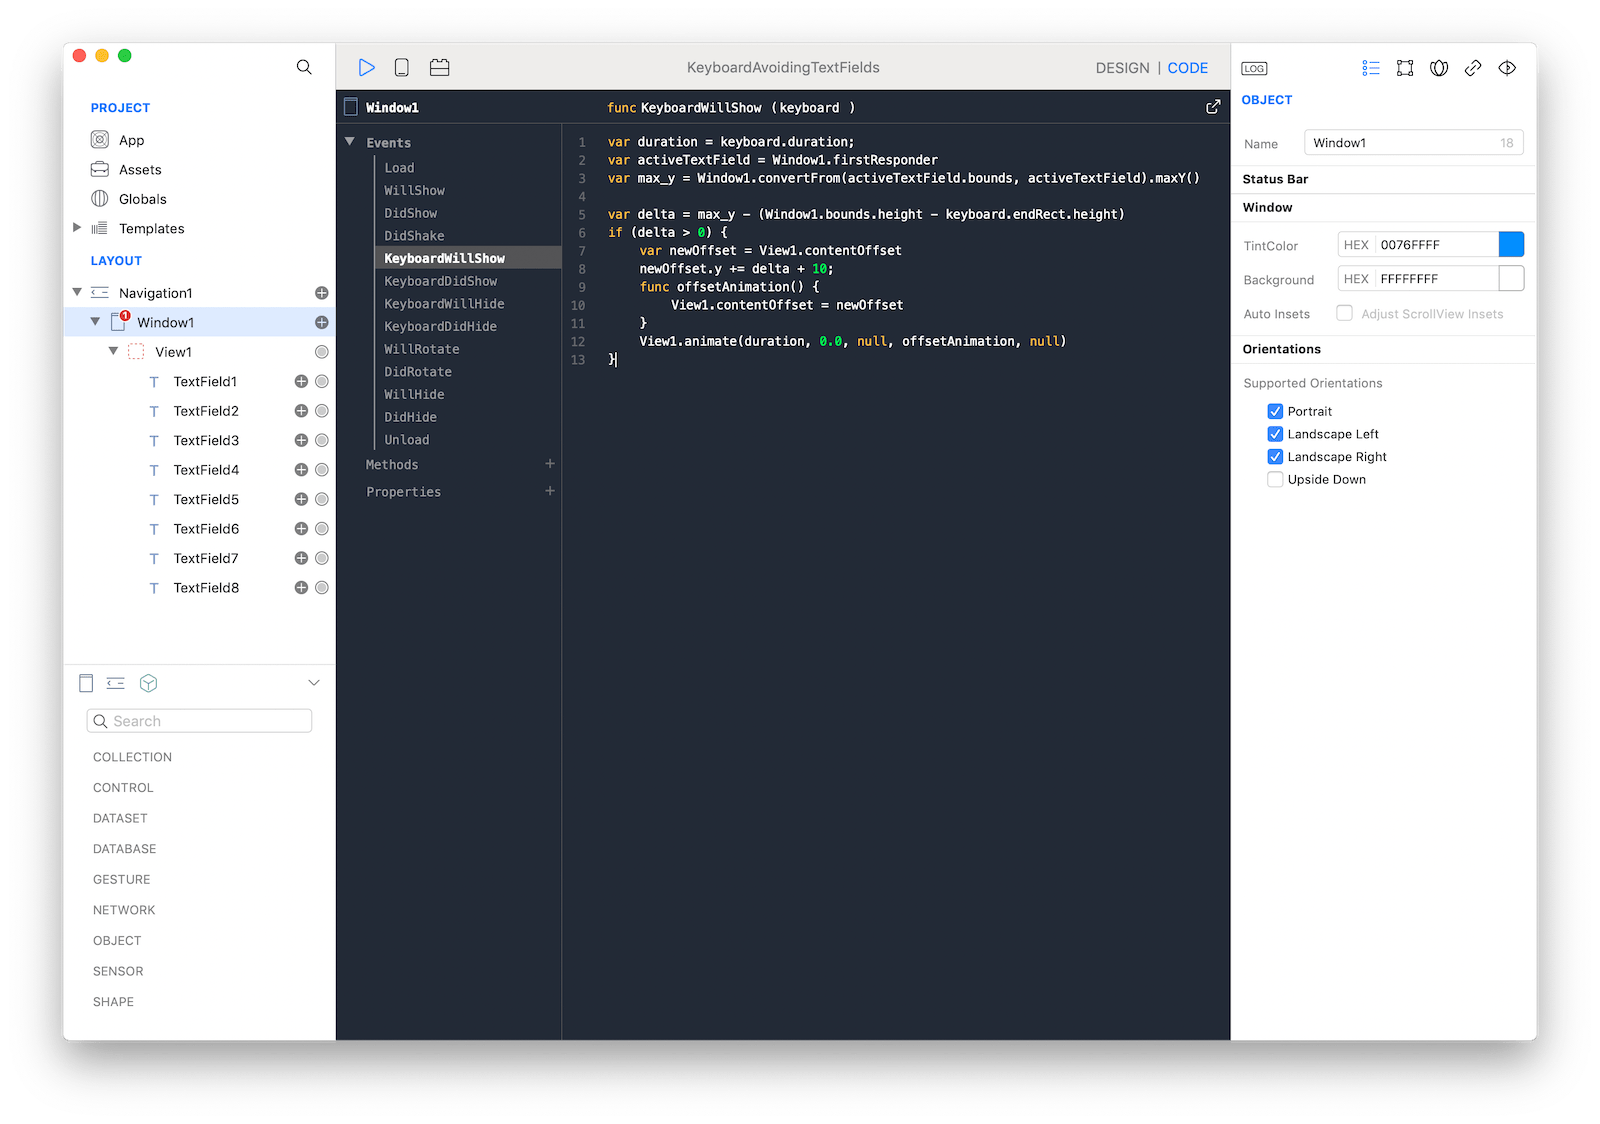 KeyboardAvoidingTextFields
DESIGN | CODE
LOG
PROJECT
App
Assets
Globals
Templates
LAYOUT
Navigation1
1
Window1
View1
TextField1
TextField2
TextField3
TextField4
TextField5
TextField6
TextField7
TextField8
Search
COLLECTION
CONTROL
DATASET
DATABASE
GESTURE
NETWORK
OBJECT
SENSOR
SHAPE
Window1
Events
Load
WillShow
DidShow
DidShake
KeyboardWillShow
KeyboardDidShow
KeyboardWillHide
KeyboardDidHide
WillRotate
DidRotate
WillHide
DidHide
Unload
Methods +
Properties +
func KeyboardWillShow (keyboard )
1 var duration = keyboard.duration;
2 var activeTextField = Window1.firstResponder
3 var max_y = Window1.convertFrom(activeTextField.bounds, activeTextField).maxY()
4
5 var delta = max_y - (Window1.bounds.height - keyboard.endRect.height)
6 if (delta > 0) {
7 var newOffset = View1.contentOffset
8 newOffset.y += delta + 10;
9 func offsetAnimation() {
10 View1.contentOffset = newOffset
11 }
12 View1.animate(duration, 0.0, null, offsetAnimation, null)
13 }
OBJECT
Name Window1 18
Status Bar
Window
TintColor HEX 0076FFFF
Background HEX FFFFFFFF
Auto Insets Adjust ScrollView Insets
Orientations
Supported Orientations
Portrait
Landscape Left
Landscape Right
Upside Down